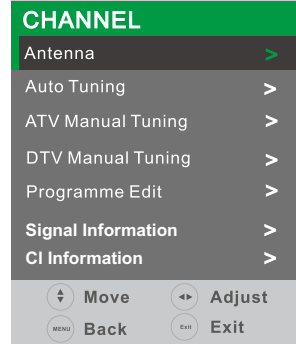 CHANNEL
Antenna >
Auto Tuning >
ATV Manual Tuning >
DTV Manual Tuning >
Programme Edit >
Signal Information >
CI Information >
Move Adjust
MENU Back Exit Exit